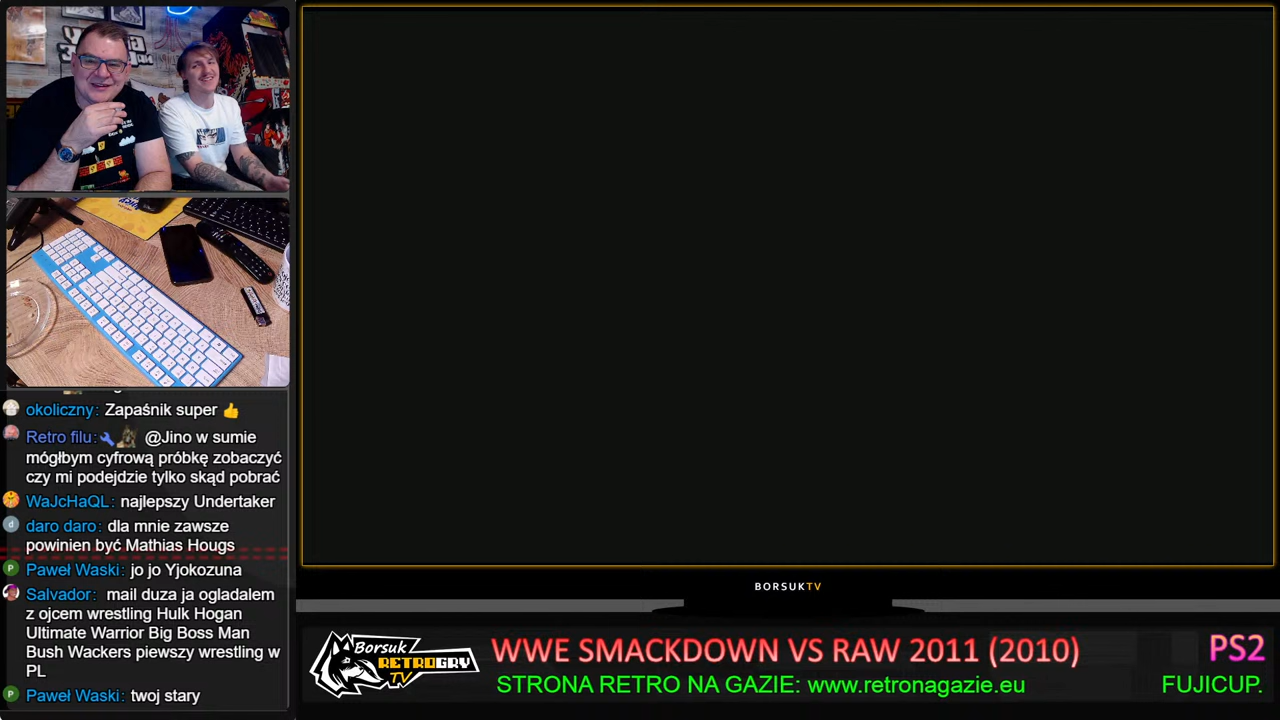 okoliczny: Zapaśnik super 👍
Retro filu: @Jino w sumie
mógłbym cyfrową próbkę zobaczyć
czy mi podejdzie tylko skąd pobrać
WaJcHaQL: najlepszy Undertaker
daro daro: dla mnie zawsze
powinien być Mathias Hougs
Paweł Waski: jo jo Yjokozuna
Salvador: mail duza ja ogladalem
z ojcem wrestling Hulk Hogan
Ultimate Warrior Big Boss Man
Bush Wackers piewszy wrestling w
PL
Paweł Waski: twoj stary
BORSUKTV
Borsuk
RETROGRY
TV
WWE SMACKDOWN VS RAW 2011 (2010)
PS2
STRONA RETRO NA GAZIE: www.retronagazie.eu
FUJICUP.